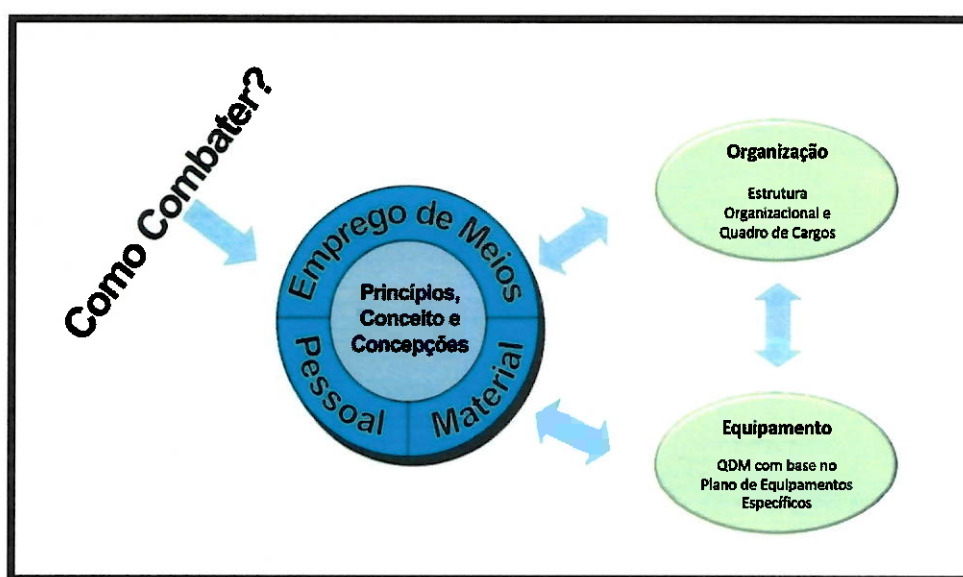 Como Combater?
Emprego de Meios
Pessoal
Material
Princípios,
Conceito e
Concepções
Organização
Estrutura
Organizacional e
Quadro de Cargos
Equipamento
QDM com base no
Plano de Equipamentos
Específicos